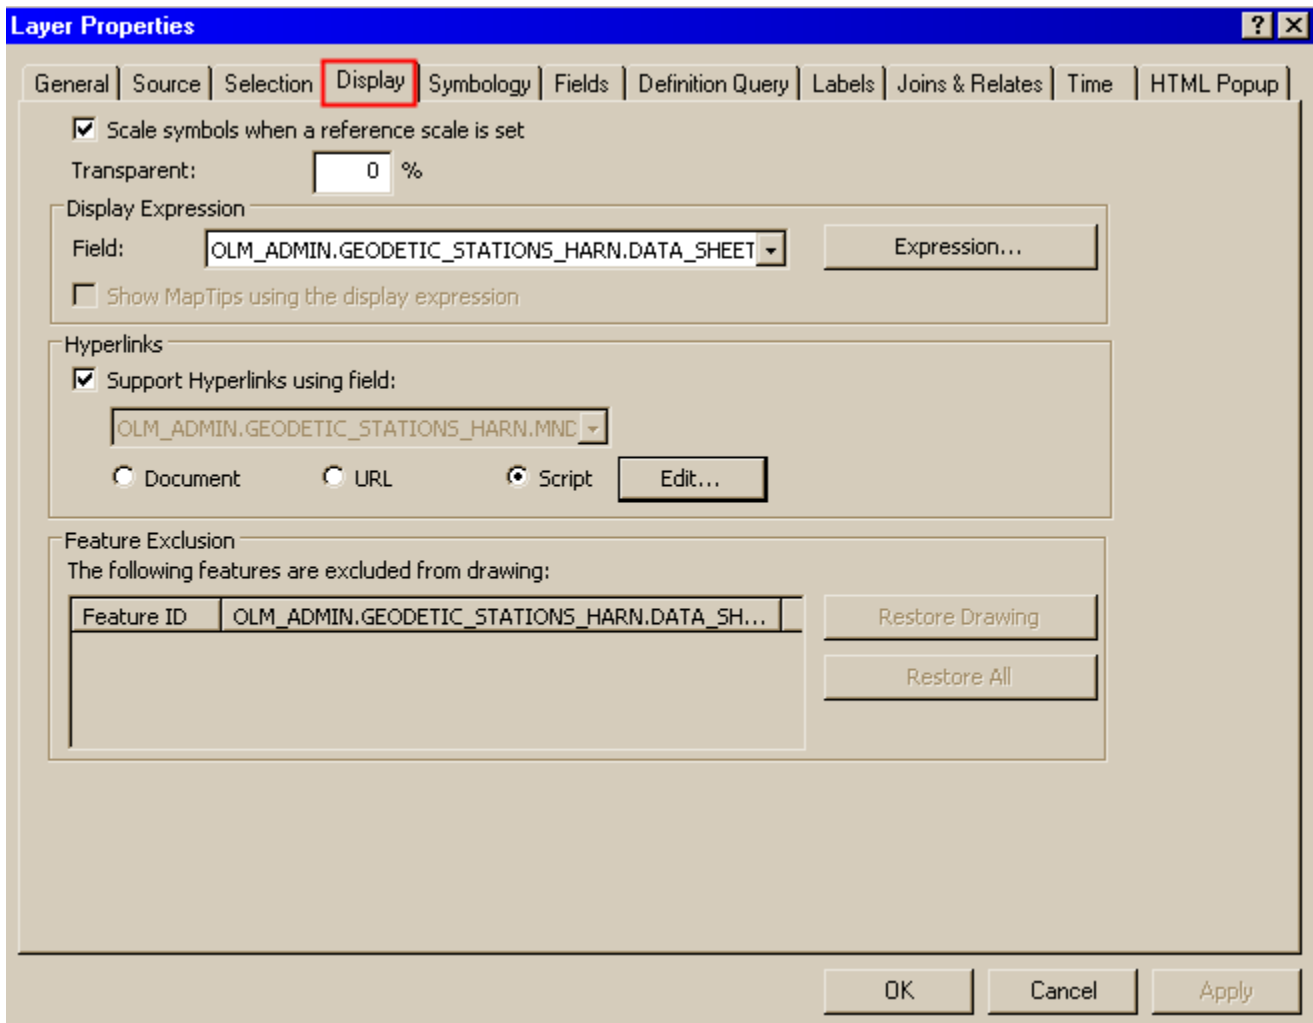 Layer Properties
General Source Selection Display Symbology Fields Definition Query Labels Joins & Relates Time HTML Popup
Scale symbols when a reference scale is set
Transparent: 0 %
Display Expression
Field: OLM_ADMIN.GEODETIC_STATIONS_HARN.DATA_SHEET Expression...
Show MapTips using the display expression
Hyperlinks
Support Hyperlinks using field:
OLM_ADMIN.GEODETIC_STATIONS_HARN.MND
Document URL Script Edit...
Feature Exclusion
The following features are excluded from drawing:
Feature ID OLM_ADMIN.GEODETIC_STATIONS_HARN.DATA_SH... Restore Drawing
Restore All
OK Cancel Apply